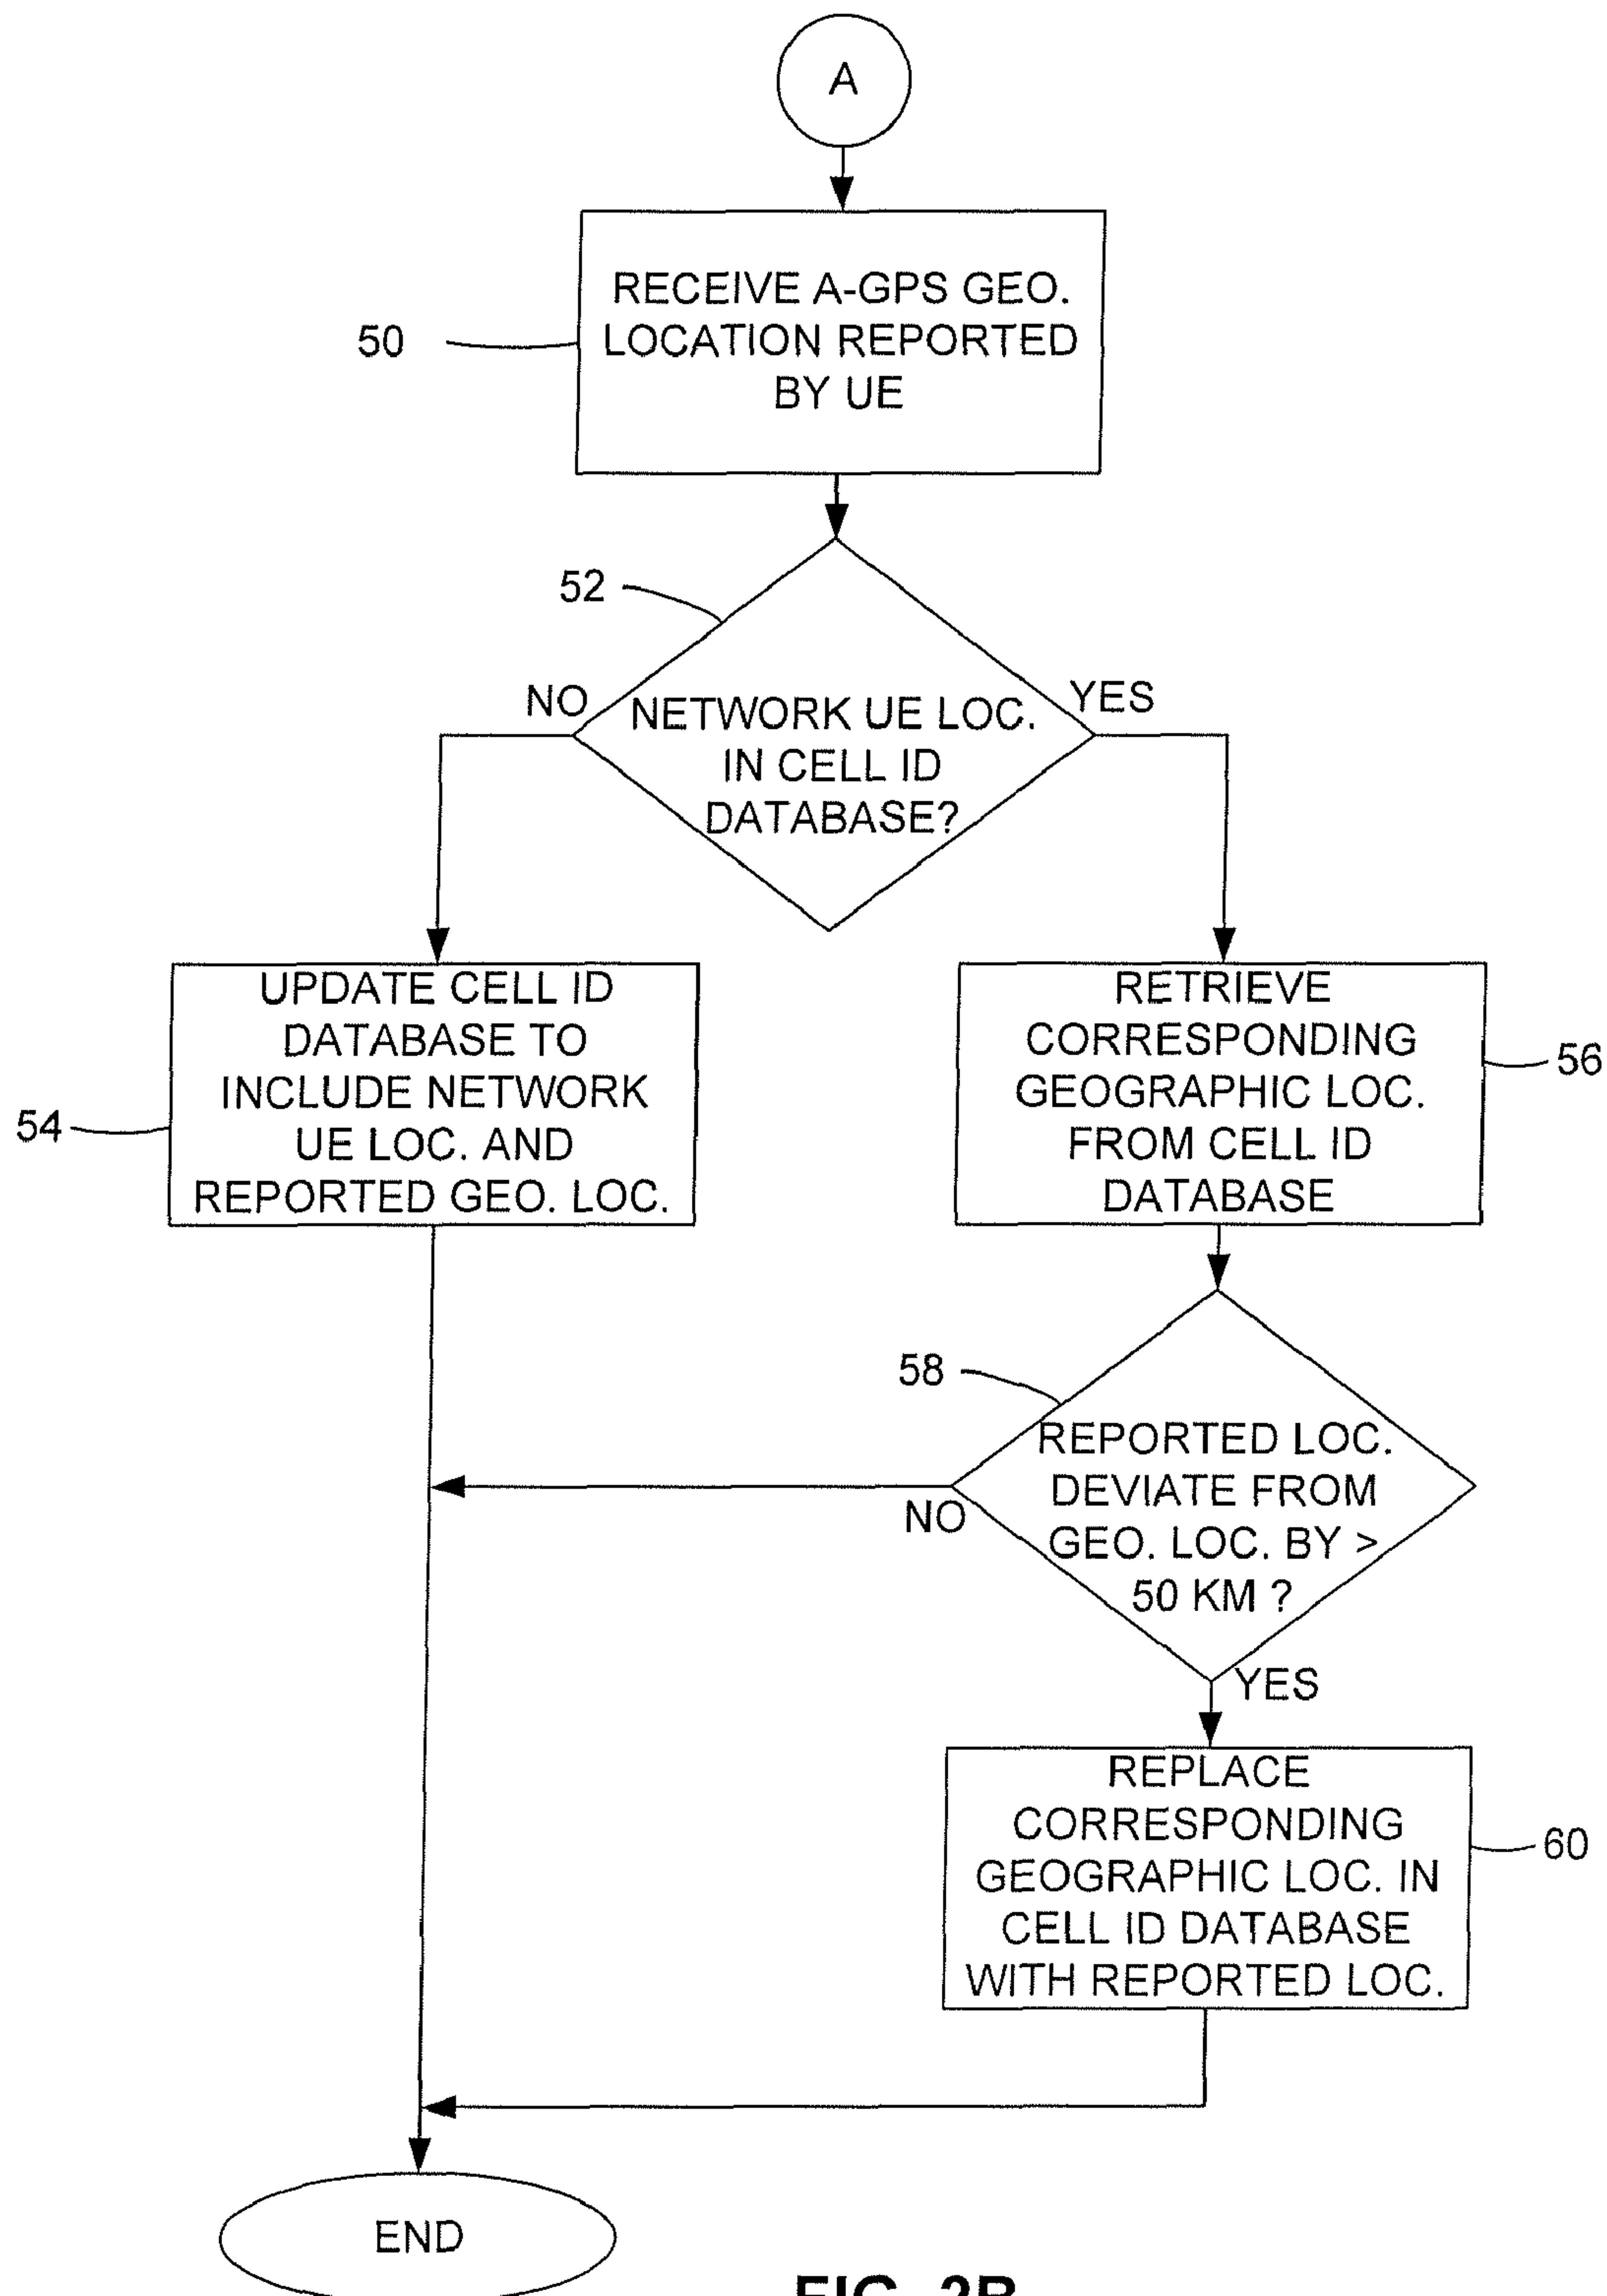 A
RECEIVE A-GPS GEO.
LOCATION REPORTED
BY UE
50
52
NO
YES
NETWORK UE LOC.
IN CELL ID
DATABASE?
UPDATE CELL ID
DATABASE TO
INCLUDE NETWORK
UE LOC. AND
REPORTED GEO. LOC.
54
RETRIEVE
CORRESPONDING
GEOGRAPHIC LOC.
FROM CELL ID
DATABASE
56
58
REPORTED LOC.
DEVIATE FROM
GEO. LOC. BY >
50 KM ?
NO
YES
REPLACE
CORRESPONDING
GEOGRAPHIC LOC. IN
CELL ID DATABASE
WITH REPORTED LOC.
60
END
FIG. 2B